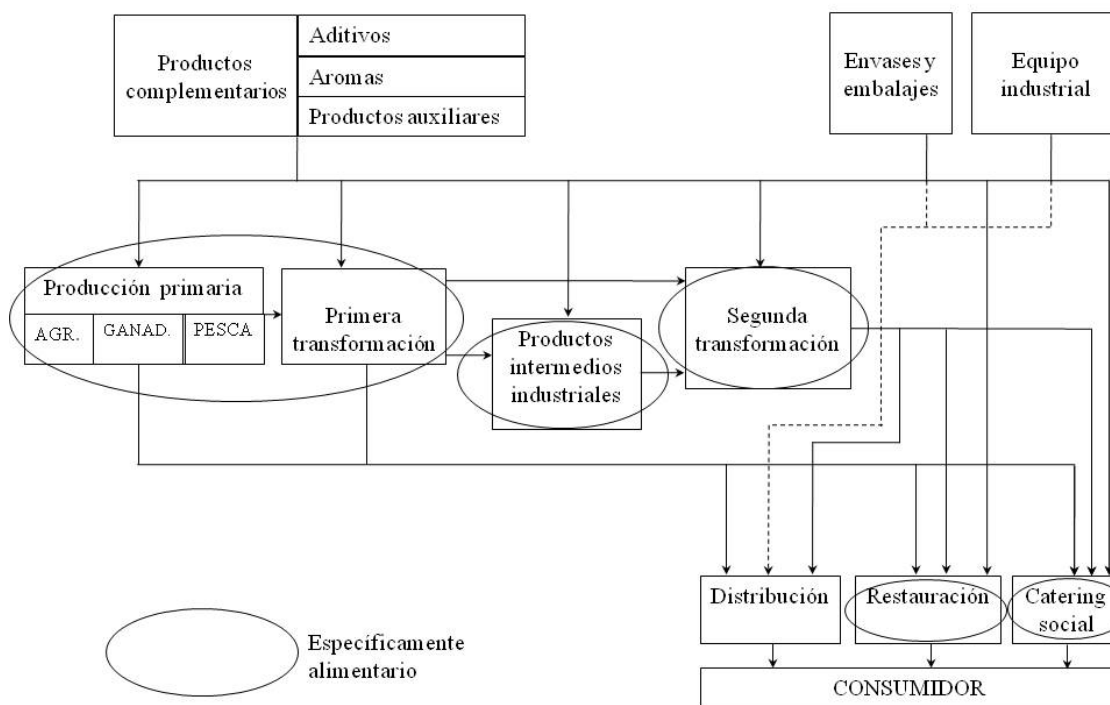 Productos
complementarios
Aditivos
Aromas
Productos auxiliares
Envases y
embalajes
Equipo
industrial
Producción primaria
AGR.
GANAD.
PESCA
Primera
transformación
Productos
intermedios
industriales
Segunda
transformación
Distribución
Restauración
Catering
social
Específicamente
alimentario
CONSUMIDOR